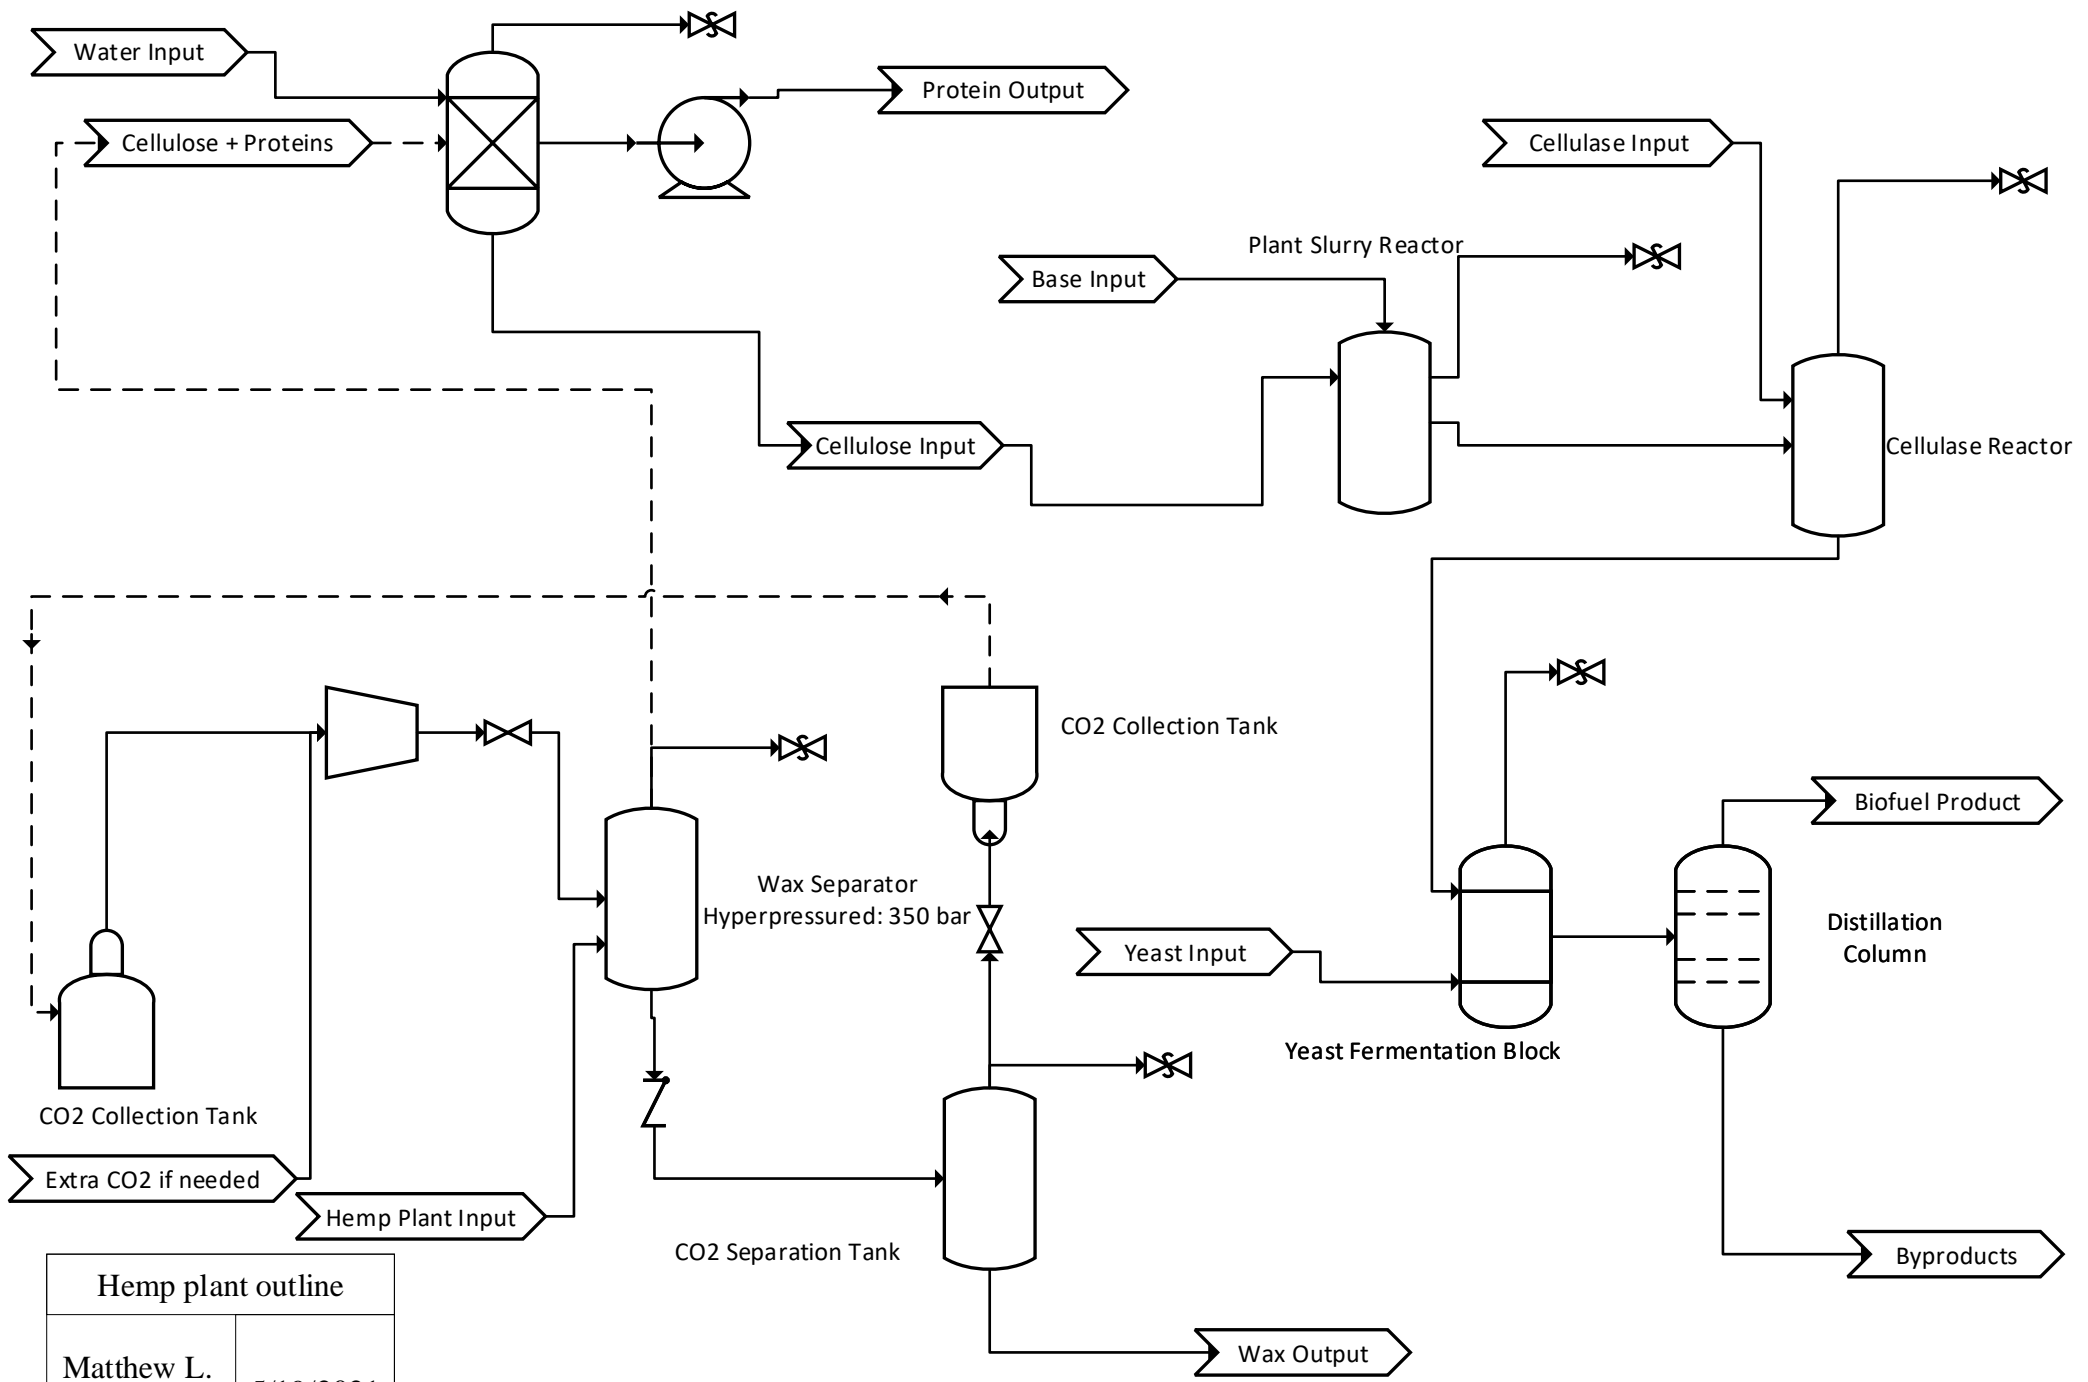 Water Input
Protein Output
Cellulose + Proteins
Cellulase Input
Plant Slurry Reactor
Base Input
Cellulose Input
Cellulase Reactor
CO2 Collection Tank
Biofuel Product
Wax Separator
Hyperpressured: 350 bar
Distillation
Column
Yeast Input
Yeast Fermentation Block
CO2 Collection Tank
Extra CO2 if needed
Hemp Plant Input
CO2 Separation Tank
Byproducts
Wax Output
Hemp plant outline
Matthew L.